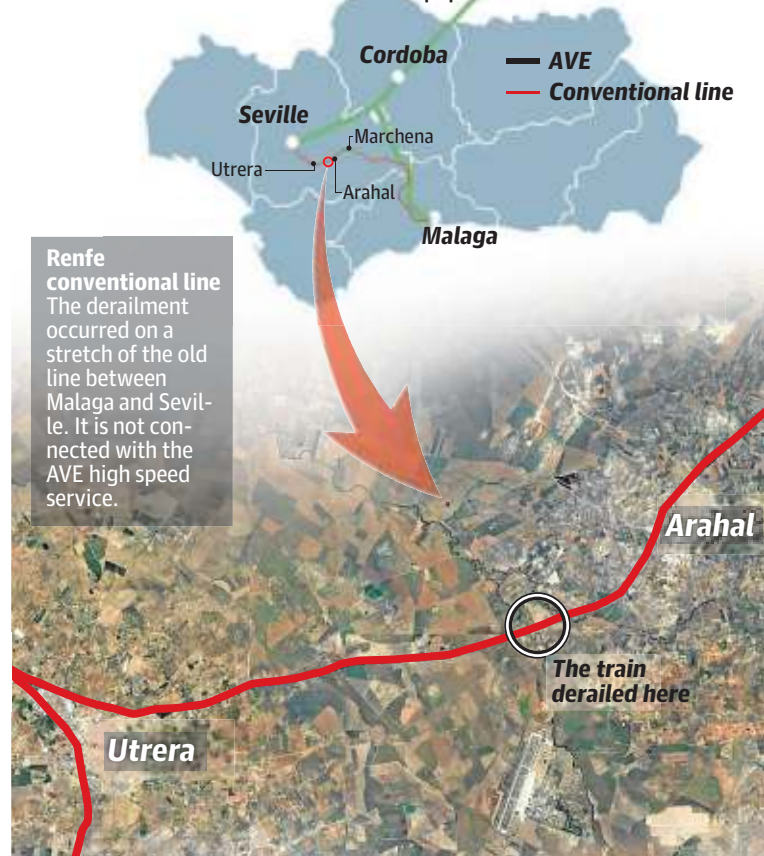 Cordoba
AVE
Conventional line
Seville
Marchena
Utrera
Arahal
Malaga
Renfe
conventional line
The derailment
occurred on a
stretch of the old
line between
Malaga and Sevil-
le. It is not con-
nected with the
AVE high speed
service.
Arahal
The train
derailed here
Utrera